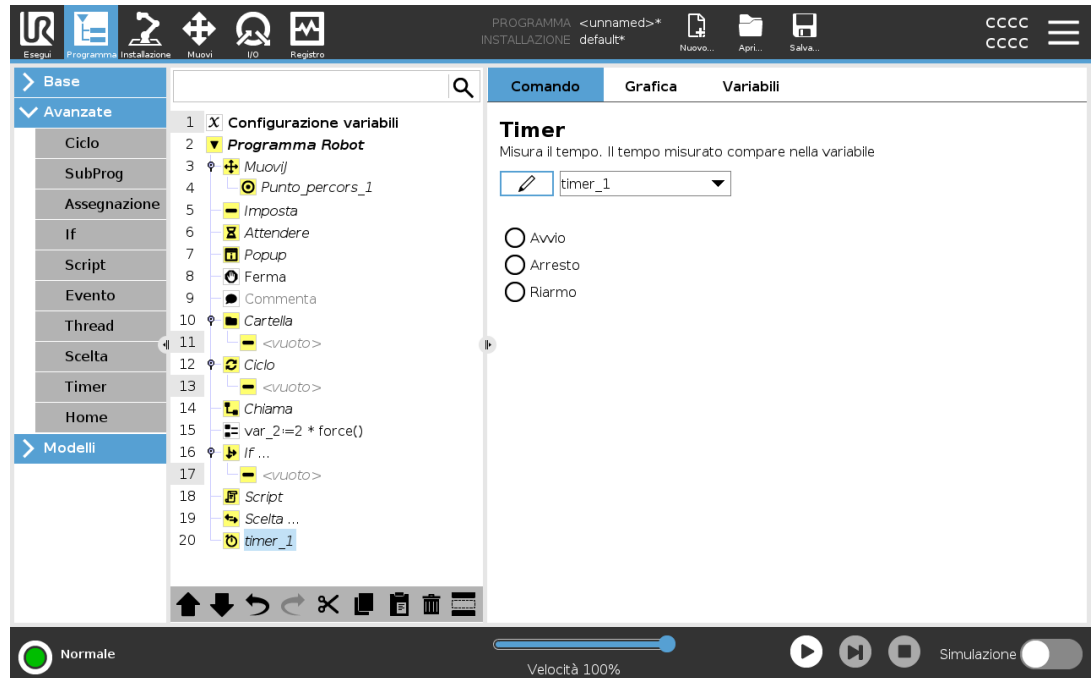 PROGRAMMA <unnamed>*
INSTALLAZIONE default*
Esegui Programma Installazione Muovi I/O Registro Nuovo... Apri... Salva...
CCCC
CCCC
Base
Avanzate
Ciclo
SubProg
Assegnazione
If
Script
Evento
Thread
Scelta
Timer
Home
Modelli
1 X Configurazione variabili
2 Programma Robot
3 MuoviJ
4 Punto_percors_1
5 Imposta
6 Attendere
7 Popup
8 Ferma
9 Commenta
10 Cartella
11 <vuoto>
12 Ciclo
13 <vuoto>
14 Chiama
15 var_2:=2 * force()
16 If ...
17 <vuoto>
18 Script
19 Scelta ...
20 timer_1
Comando Grafica Variabili
Timer
Misura il tempo. Il tempo misurato compare nella variabile
timer_1
Avvio
Arresto
Riarmo
Normale
Velocità 100%
Simulazione